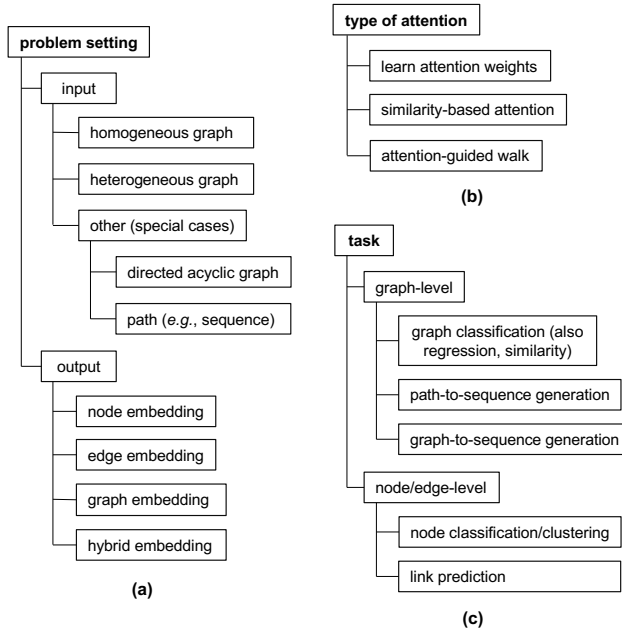 problem setting
input
homogeneous graph
heterogeneous graph
other (special cases)
directed acyclic graph
path (e.g., sequence)
output
node embedding
edge embedding
graph embedding
hybrid embedding
(a)
type of attention
learn attention weights
similarity-based attention
attention-guided walk
(b)
task
graph-level
graph classification (also
regression, similarity)
path-to-sequence generation
graph-to-sequence generation
node/edge-level
node classification/clustering
link prediction
(c)